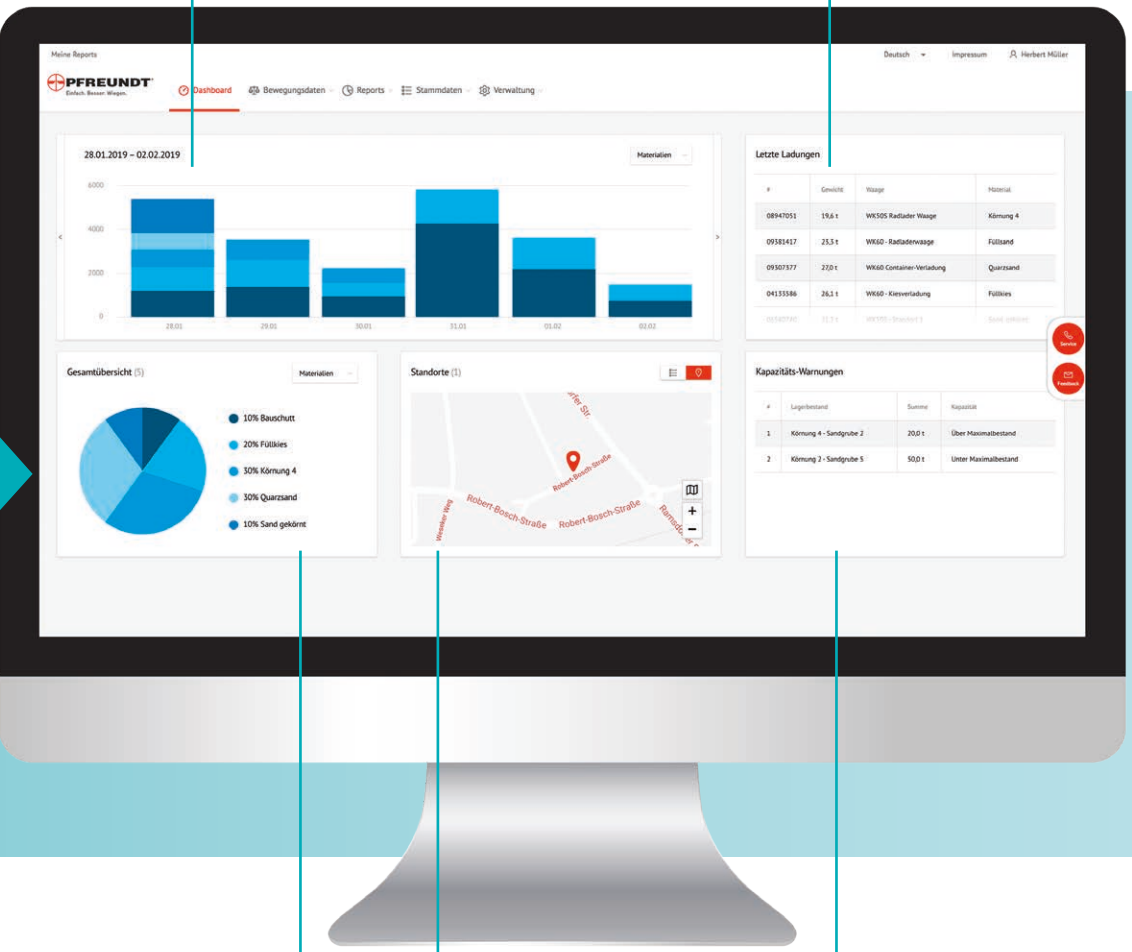 Meine Reports
Deutsch
Impressum
Herbert Müller
PFREUNDT
Einfach. Besser. Wiegen.
Dashboard
Bewegungsdaten
Reports
Stammdaten
Verwaltung
28.01.2019 – 02.02.2019
Materialien
6000
4000
2000
0
28.01
29.01
30.01
31.01
01.02
02.02
Letzte Ladungen
# Gewicht Waage Material
08947051 19,6 t WK50S Radlader Waage Körnung 4
09381417 23,3 t WK60 - Radladerwaage Füllsand
09307377 27,0 t WK60 Container-Verladung Quarzsand
04133386 26,1 t WK60 - Kiesverladung Füllkies
Service
Feedback
Gesamtübersicht (5)
Materialien
10% Bauschutt
20% Füllkies
30% Körnung 4
30% Quarzsand
10% Sand gekörnt
Standorte (1)
Robert-Bosch-Straße
Robert-Bosch-Straße
Robert-Bosch-Straße
Weseker Weg
+
−
Kapazitäts-Warnungen
# Lagerbestand Summe Kapazität
1 Körnung 4 - Sandgrube 2 20,0 t Über Maximalbestand
2 Körnung 2 - Sandgrube 5 50,0 t Unter Maximalbestand